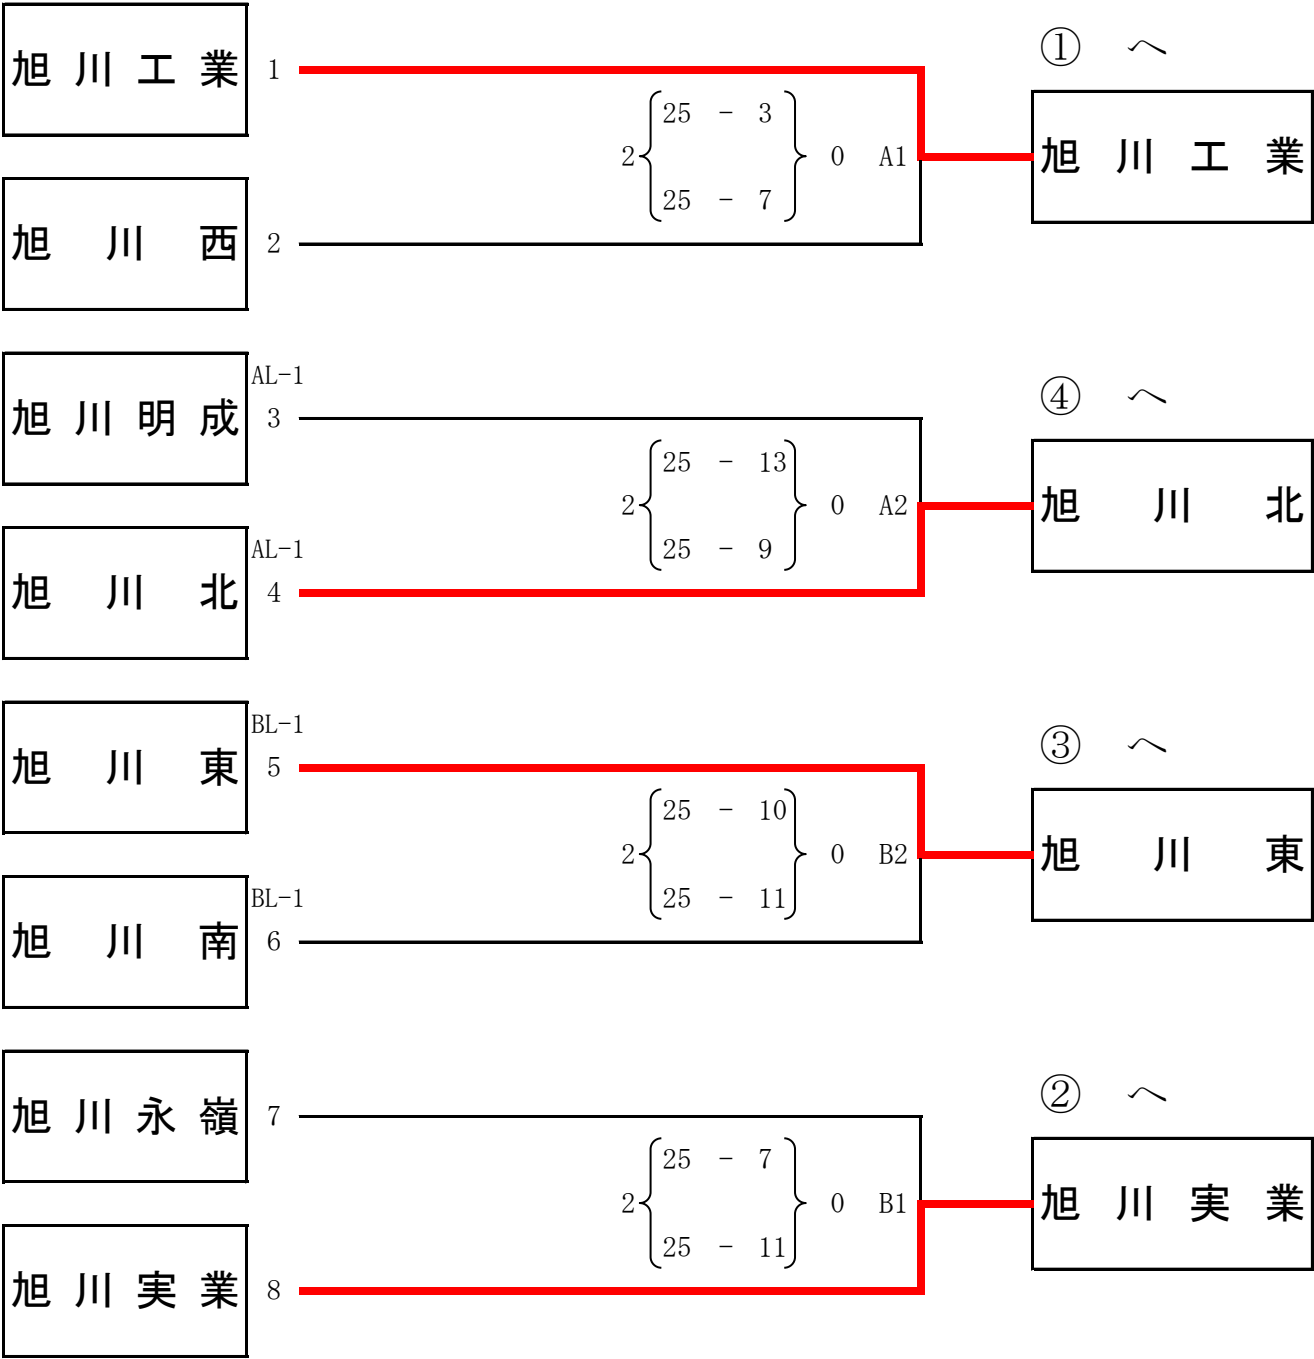 旭川工業 1
① へ
25 － 3
2 0 A1
旭川工業
25 － 7
旭川西 2
旭川明成 AL-1
3
④ へ
25 － 13
2 0 A2
旭川北
25 － 9
旭川北 AL-1
4
旭川東 BL-1
5
③ へ
25 － 10
2 0 B2
旭川東
25 － 11
旭川南 BL-1
6
旭川永嶺 7
② へ
25 － 7
2 0 B1
旭川実業
25 － 11
旭川実業 8